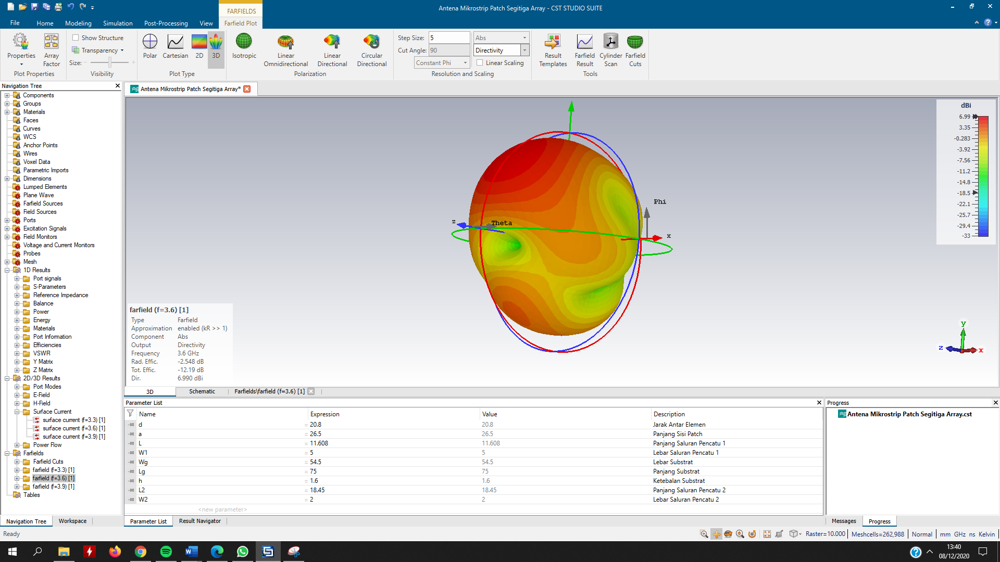 Antena Mikrostrip Patch Segitiga Array - CST STUDIO SUITE
FARFIELDS
File Home Modeling Simulation Post-Processing View Farfield Plot
Properties
Array Factor
Plot Properties
Show Structure
Transparency
Size:
Visibility
Polar Cartesian 2D 3D
Plot Type
Isotropic
Linear Omnidirectional
Linear Directional
Circular Directional
Polarization
Step Size: 5
Cut Angle: 90
Constant Phi
Abs
Directivity
Linear Scaling
Resolution and Scaling
Result Templates
Farfield Result
Cylinder Scan
Farfield Cuts
Tools
Navigation Tree
Components
Groups
Materials
Faces
Curves
WCS
Anchor Points
Wires
Voxel Data
Parametric Imports
Dimensions
Lumped Elements
Plane Wave
Farfield Sources
Field Sources
Ports
Excitation Signals
Field Monitors
Voltage and Current Monitors
Probes
Mesh
1D Results
Port signals
S-Parameters
Reference Impedance
Balance
Power
Energy
Materials
Port Information
Efficiencies
VSWR
Y Matrix
Z Matrix
2D/3D Results
Port Modes
E-Field
H-Field
Surface Current
surface current (f=3.3) [1]
surface current (f=3.6) [1]
surface current (f=3.9) [1]
Power Flow
Farfields
Farfield Cuts
farfield (f=3.3) [1]
farfield (f=3.6) [1]
farfield (f=3.9) [1]
Tables
Navigation Tree Workspace
Antena Mikrostrip Patch Segitiga Array*
Phi
Theta
z
x
dBi
6.99
3.35
-0.283
-3.92
-7.56
-11.2
-14.8
-18.5
-22.1
-25.7
-29.4
-33
y
z
x
farfield (f=3.6) [1]
Type Farfield
Approximation enabled (kR >> 1)
Component Abs
Output Directivity
Frequency 3.6 GHz
Rad. Effic. -2.548 dB
Tot. Effic. -12.19 dB
Dir. 6.990 dBi
3D Schematic Farfields\farfield (f=3.6) [1]
Parameter List
Name Expression Value Description
d = 20.8 20.8 Jarak Antar Elemen
a = 26.5 26.5 Panjang Sisi Patch
L = 11.608 11.608 Panjang Saluran Pencatu 1
W1 = 5 5 Lebar Saluran Pencatu 1
Wg = 54.5 54.5 Lebar Substrat
Lg = 75 75 Panjang Substrat
h = 1.6 1.6 Ketebalan Substrat
L2 = 18.45 18.45 Panjang Saluran Pencatu 2
W2 = 2 2 Lebar Saluran Pencatu 2
<new parameter>
Parameter List Result Navigator
Progress
Antena Mikrostrip Patch Segitiga Array.cst
Messages Progress
Ready
Raster=10.000 Meshcells=262,988 Normal mm GHz ns Kelvin
13:40
08/12/2020